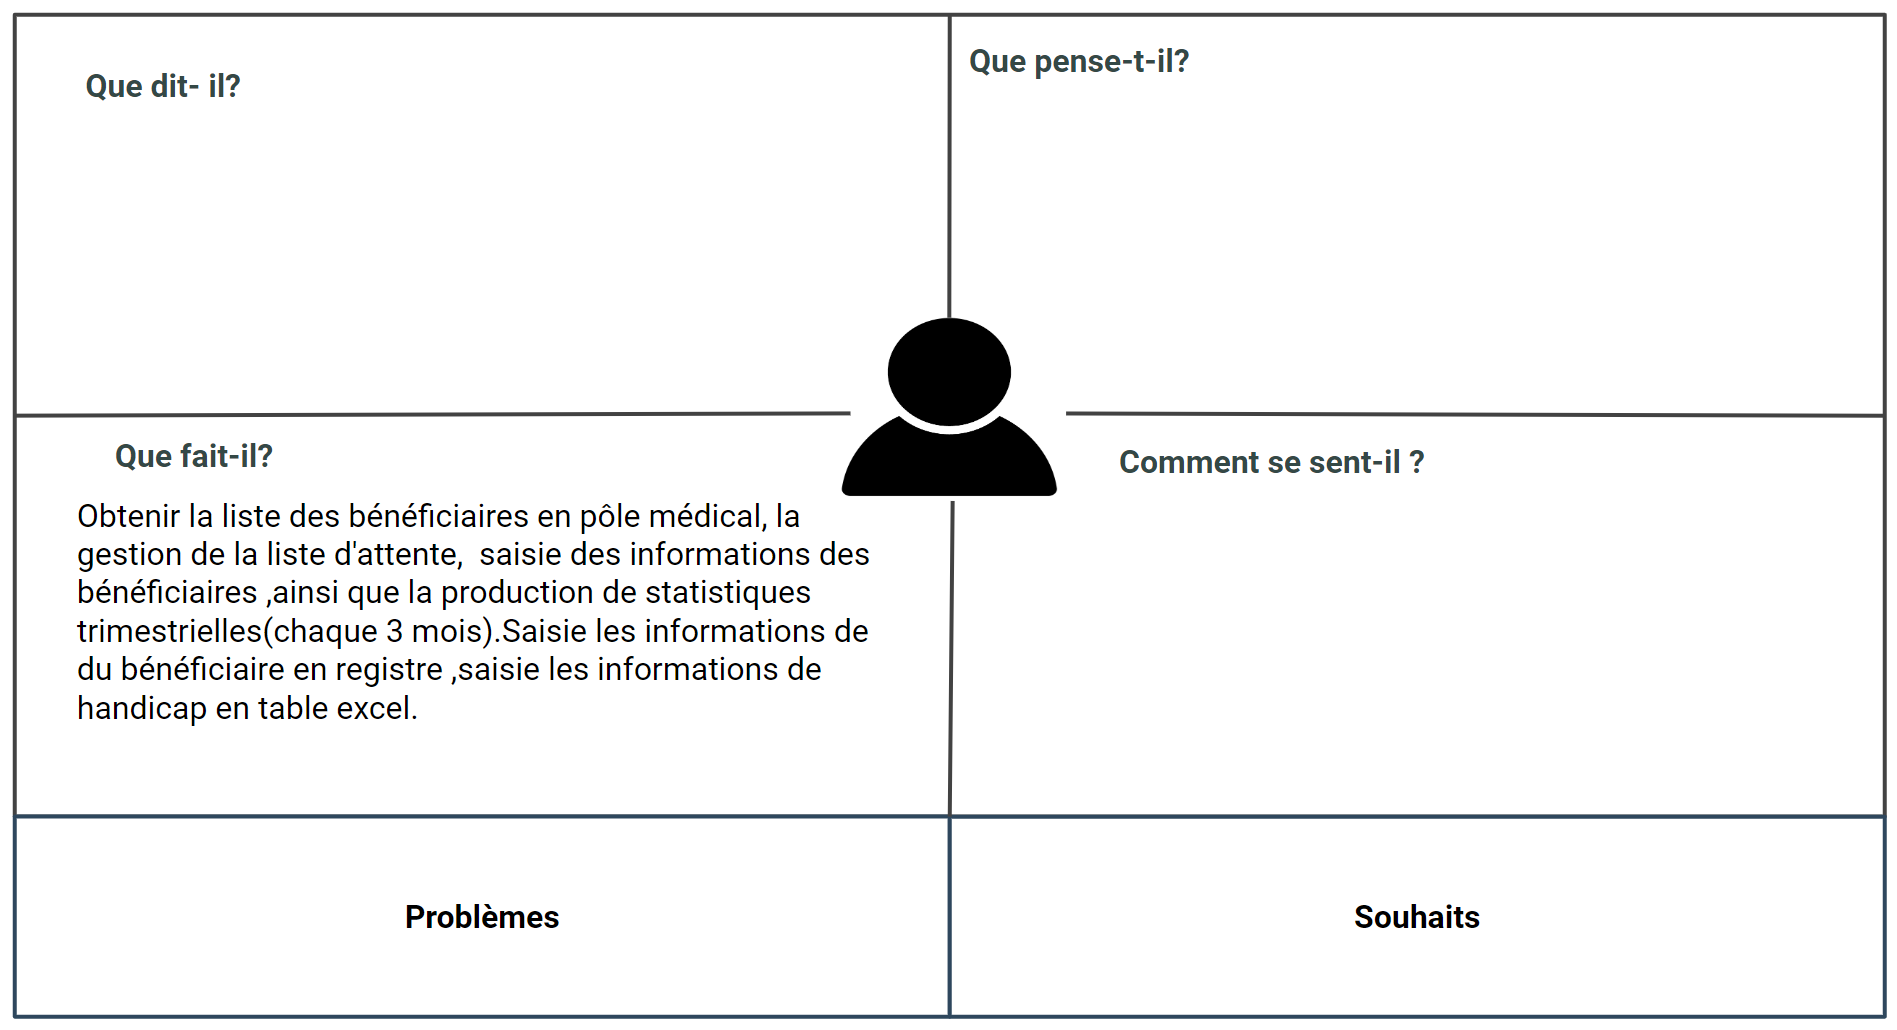 Que dit- il?
Que pense-t-il?
Que fait-il?
Obtenir la liste des bénéficiaires en pôle médical, la
gestion de la liste d'attente,  saisie des informations des
bénéficiaires ,ainsi que la production de statistiques
trimestrielles(chaque 3 mois).Saisie les informations de
du bénéficiaire en registre ,saisie les informations de
handicap en table excel.
Comment se sent-il ?
Problèmes
Souhaits